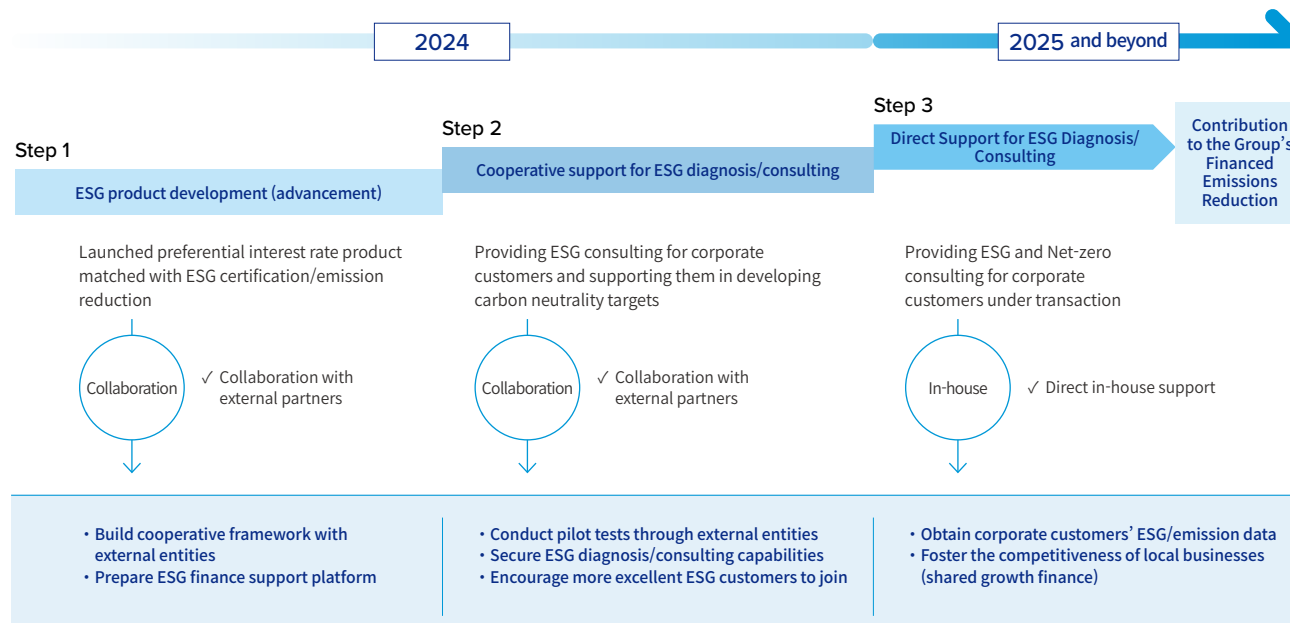 2024
2025 and beyond
Step 1
ESG product development (advancement)
Launched preferential interest rate product
matched with ESG certification/emission
reduction
Collaboration
✓ Collaboration with
external partners
• Build cooperative framework with
external entities
• Prepare ESG finance support platform
Step 2
Cooperative support for ESG diagnosis/consulting
Providing ESG consulting for corporate
customers and supporting them in developing
carbon neutrality targets
Collaboration
✓ Collaboration with
external partners
• Conduct pilot tests through external entities
• Secure ESG diagnosis/consulting capabilities
• Encourage more excellent ESG customers to join
Step 3
Direct Support for ESG Diagnosis/
Consulting
Providing ESG and Net-zero
consulting for corporate
customers under transaction
In-house
✓ Direct in-house support
• Obtain corporate customers' ESG/emission data
• Foster the competitiveness of local businesses
(shared growth finance)
Contribution
to the Group's
Financed
Emissions
Reduction